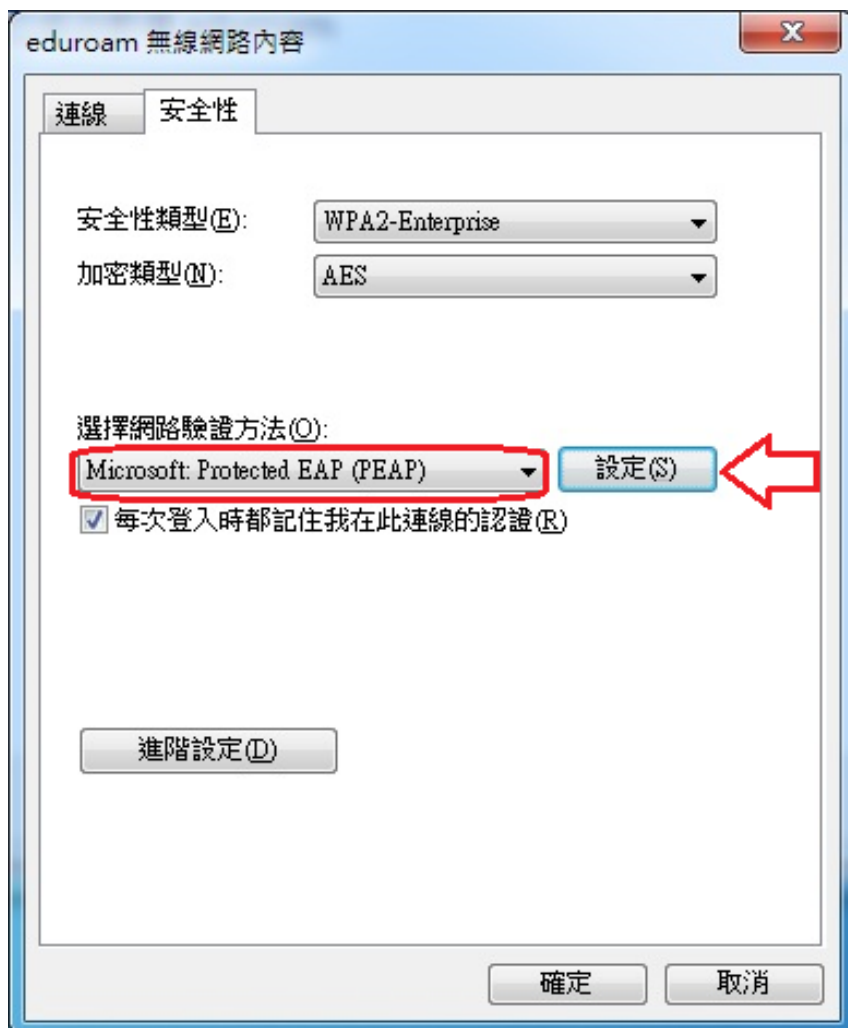 eduroam 無線網路內容
連線 安全性
安全性類型(E): WPA2-Enterprise
加密類型(N): AES
選擇網路驗證方法(O):
Microsoft: Protected EAP (PEAP) 設定(S)
每次登入時都記住我在此連線的認證(R)
進階設定(D)
確定 取消